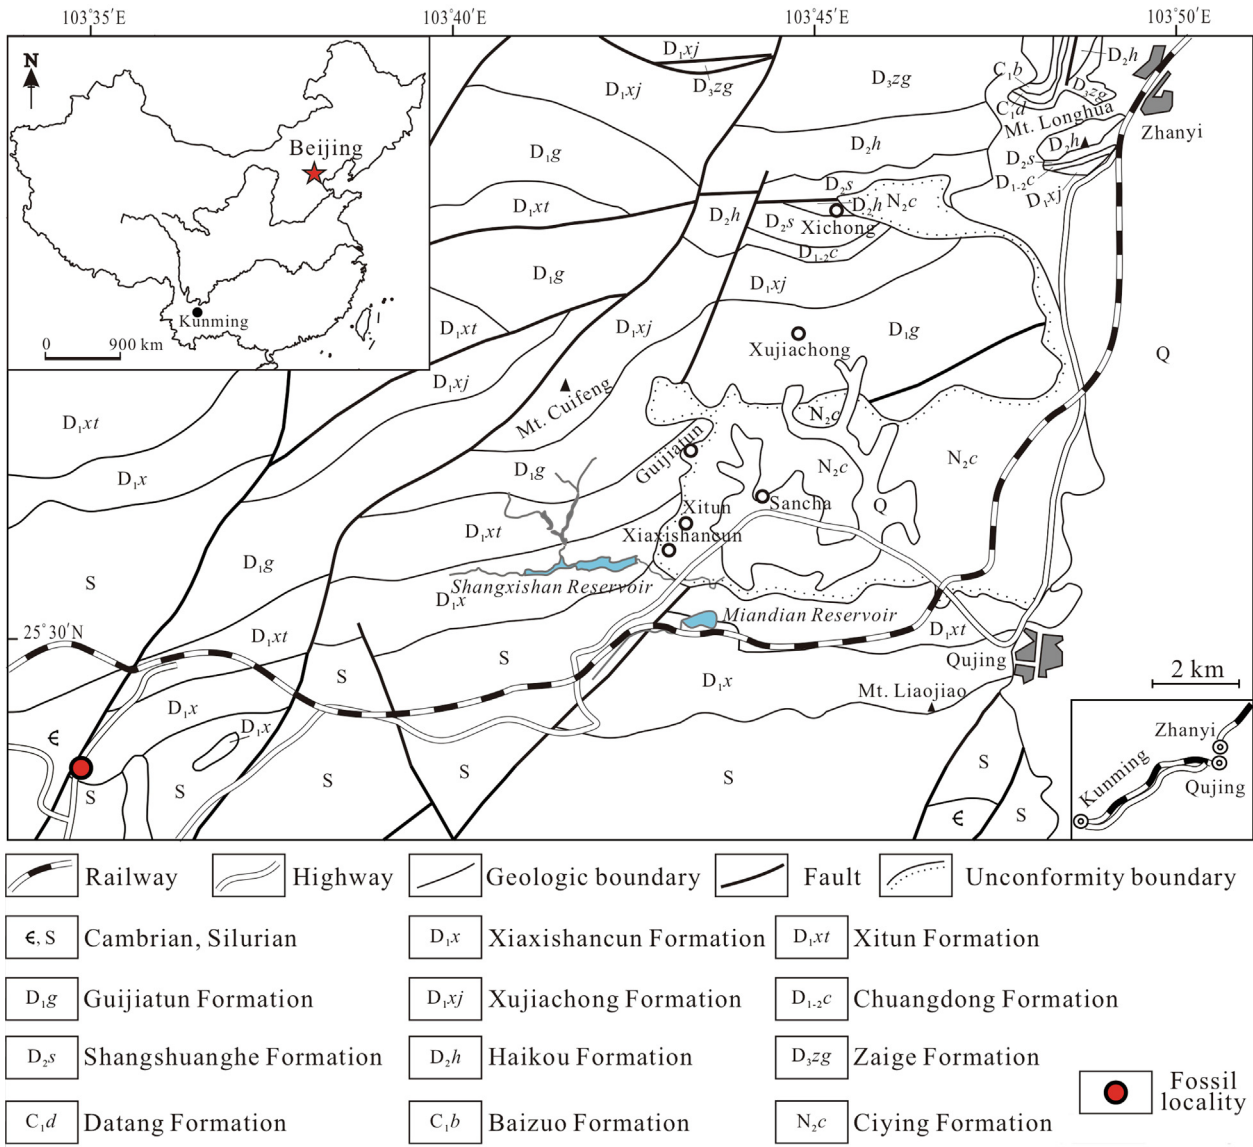 103°35′E 103°40′E 103°45′E 103°50′E
N
Beijing
Kunming
0 900 km
D₁xj
D₃zg
D₁xj
D₃zg
C₁b
D₂h
D₃zg
C₁d
Mt. Longhua
Zhanyi
D₂h
D₂h
D₂s
D₁₋₂c
D₁xj
D₁g
D₁xt
D₂h
D₂s
D₂h
N₂c
D₂s
Xichong
D₁₋₂c
D₁g
D₁xj
D₁xt
D₁xj
D₁g
Xujiachong
Q
D₁xj
Mt. Cuifeng
D₁xt
N₂c
D₁x
D₁g
Guijiatun
N₂c
N₂c
Sancha
Q
Xitun
D₁xt
Xiaxishancun
D₁g
S
Shangxishan Reservoir
D₁x
Miandian Reservoir
25°30′N
D₁xt
D₁xt
S
S
D₁x
Qujing
2 km
Mt. Liaojiao
D₁x
D₁x
Є
S
S
S
S
S
S
Є
S
Zhanyi
Kunming
Qujing
Railway
Highway
Geologic boundary
Fault
Unconformity boundary
Є, S Cambrian, Silurian
D₁x Xiaxishancun Formation
D₁xt Xitun Formation
D₁g Guijiatun Formation
D₁xj Xujiachong Formation
D₁₋₂c Chuangdong Formation
D₂s Shangshuanghe Formation
D₂h Haikou Formation
D₃zg Zaige Formation
C₁d Datang Formation
C₁b Baizuo Formation
N₂c Ciying Formation
Fossil
locality